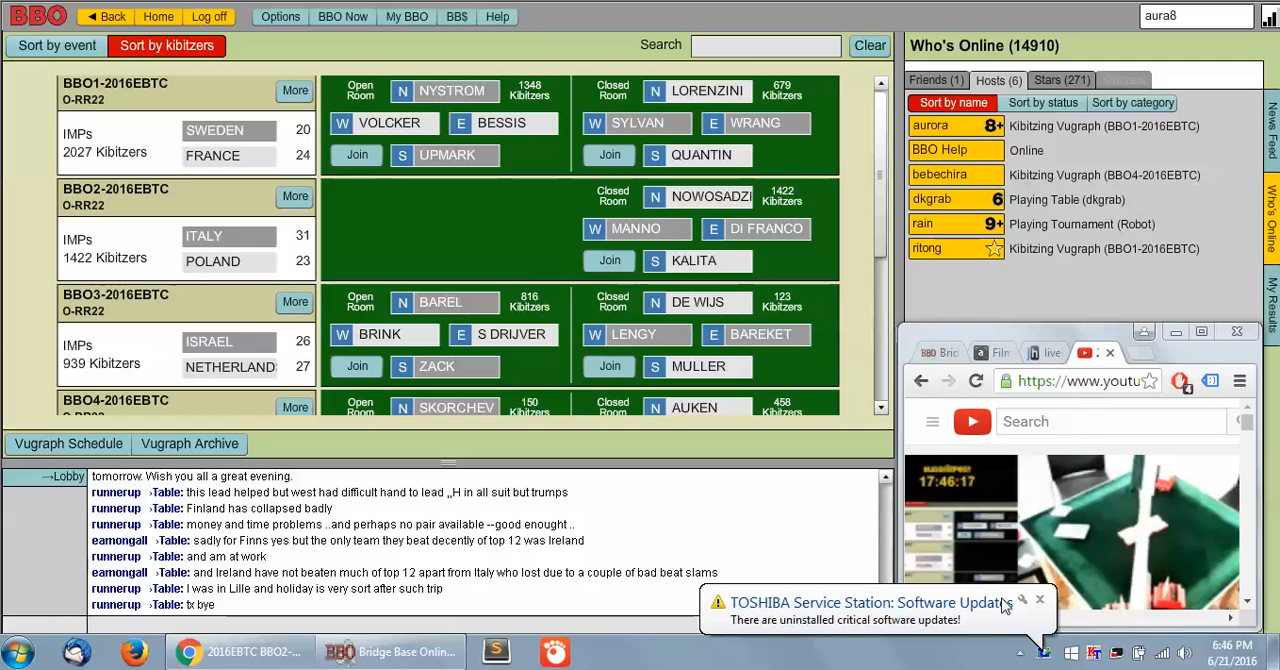 BBO
◄ Back Home Log off Options BBO Now My BBO BB$ Help
aura8
Sort by event Sort by kibitzers Search Clear
BBO1-2016EBTC
O-RR22
More
IMPs
2027 Kibitzers
SWEDEN 20
FRANCE 24
Open Room
N NYSTROM
1348 Kibitzers
W VOLCKER E BESSIS
Join S UPMARK
Closed Room
N LORENZINI
679 Kibitzers
W SYLVAN E WRANG
Join S QUANTIN
BBO2-2016EBTC
O-RR22
More
IMPs
1422 Kibitzers
ITALY 31
POLAND 23
Closed Room
N NOWOSADZI
1422 Kibitzers
W MANNO E DI FRANCO
Join S KALITA
BBO3-2016EBTC
O-RR22
More
IMPs
939 Kibitzers
ISRAEL 26
NETHERLAND 27
Open Room
N BAREL
816 Kibitzers
W BRINK E S DRIJVER
Join S ZACK
Closed Room
N DE WIJS
123 Kibitzers
W LENGY E BAREKET
Join S MULLER
BBO4-2016EBTC
O-RR22
More
Open Room
N SKORCHEV
150 Kibitzers
Closed Room
N AUKEN
458 Kibitzers
Vugraph Schedule Vugraph Archive
→Lobby
tomorrow. Wish you all a great evening.
runnerup ›Table: this lead helped but west had difficult hand to lead ,,H in all suit but trumps
runnerup ›Table: Finland has collapsed badly
runnerup ›Table: money and time problems ..and perhaps no pair available --good enought ..
eamongall ›Table: sadly for Finns yes but the only team they beat decently of top 12 was Ireland
runnerup ›Table: and am at work
eamongall ›Table: and Ireland have not beaten much of top 12 apart from Italy who lost due to a couple of bad beat slams
runnerup ›Table: I was in Lille and holiday is very sort after such trip
runnerup ›Table: tx bye
Who's Online (14910)
Friends (1) Hosts (6) Stars (271)
Sort by name Sort by status Sort by category
aurora 8+ Kibitzing Vugraph (BBO1-2016EBTC)
BBO Help Online
bebechira Kibitzing Vugraph (BBO4-2016EBTC)
dkgrab 6 Playing Table (dkgrab)
rain 9+ Playing Tournament (Robot)
ritong Kibitzing Vugraph (BBO1-2016EBTC)
News Feed
Who's Online
My Results
BBO Brid Film live
https://www.youtu
4
Search
17:46:17
TOSHIBA Service Station: Software Updates
There are uninstalled critical software updates!
2016EBTC BBO2-... BBO Bridge Base Onlin...
6:46 PM
6/21/2016